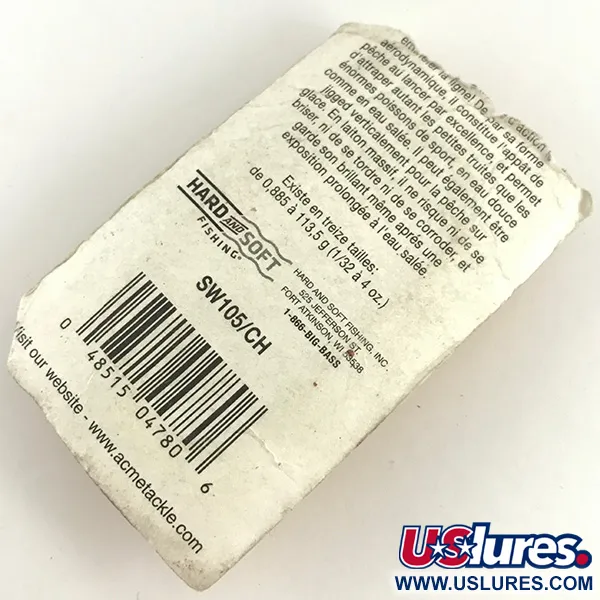 la ligne! De
aérodynamique, il constitue l'appât de
pêche au lancer par excellence, et permet
d'attraper autant les petites truites que les
énormes poissons de sport, en eau douce
comme en eau salée. Il peut également être
jigged verticalement pour la pêche sur
glace. En laiton massif, il ne risque ni de se
briser, ni de se tordre ni de se corroder, et
garde son brillant même après une
exposition prolongée à l'eau salée.
Existe en treize tailles:
de 0,885 à 113,5 g (1/32 à 4 oz.)
HARD AND SOFT
FISHING.
HARD AND SOFT FISHING, INC.
525 JEFFERSON ST.
FORT ATKINSON, WI 53538
1-866-BIG-BASS
SW105/CH
0 48515 04780 6
Visit our website - www.acmetackle.com
USlures.
WWW.USLURES.COM